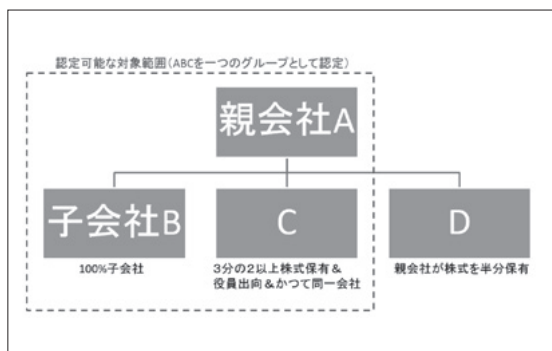 認定可能な対象範囲（ABCを一つのグループとして認定）
親会社A
子会社B
C
D
100%子会社
3分の2以上株式保有＆
役員出向＆かつて同一会社
親会社が株式を半分保有